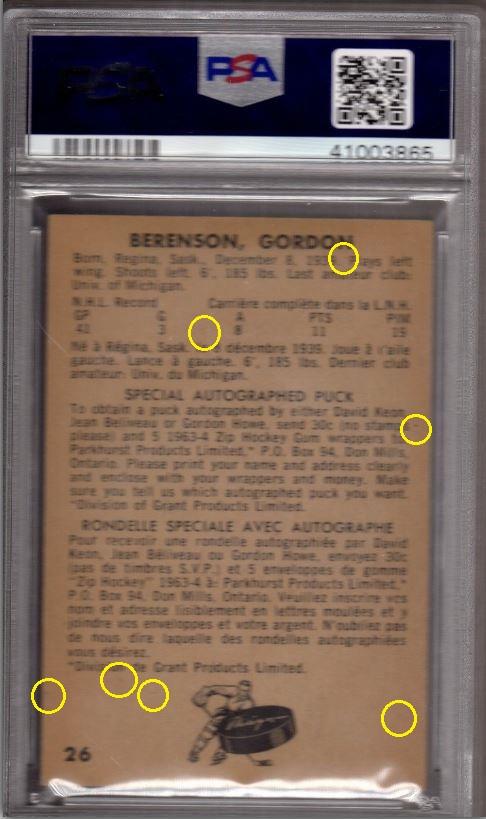 PSA
PSA
41003865
BERENSON, GORDON
Born, Regina, Sask., December 8, Plays left
wing. Shoots left. 6', 185 lbs. Last amateur club:
Univ. of Michigan.
N.H.L. Record Carrière complète dans la L.N.H.
GP G A PTS PIM
41 3 8 11 19
Né à Régina, Sask. décembre 1939. Joue à l'aile
gauche. Lance à gauche. 6', 185 lbs. Dernier club
amateur: Univ. du Michigan.
SPECIAL AUTOGRAPHED PUCK
To obtain a puck autographed by either David Keon,
Jean Beliveau or Gordon Howe, send 30c (no stamps
please) and 5 1963-4 Zip Hockey Gum wrappers to
Parkhurst Products Limited,* P.O. Box 94, Don Mills,
Ontario. Please print your name and address clearly
and enclose with your wrappers and money. Make
sure you tell us which autographed puck you want.
*Division of Grant Products Limited.
RONDELLE SPECIALE AVEC AUTOGRAPHE
Pour recevoir une rondelle autographiée par David
Keon, Jean Béliveau ou Gordon Howe, envoyez 30c
(pas de timbres S.V.P.) et 5 enveloppes de gomme
"Zip Hockey" 1963-4 à: Parkhurst Products Limited,*
P.O. Box 94, Don Mills, Ontario. Veuillez inscrire vos
nom et adresse lisiblement en lettres moulées et y
joindre vos enveloppes et votre argent. N'oubliez pas
de nous dire laquelle des rondelles autographiées
vous désirez.
*Division de Grant Products Limited.
26